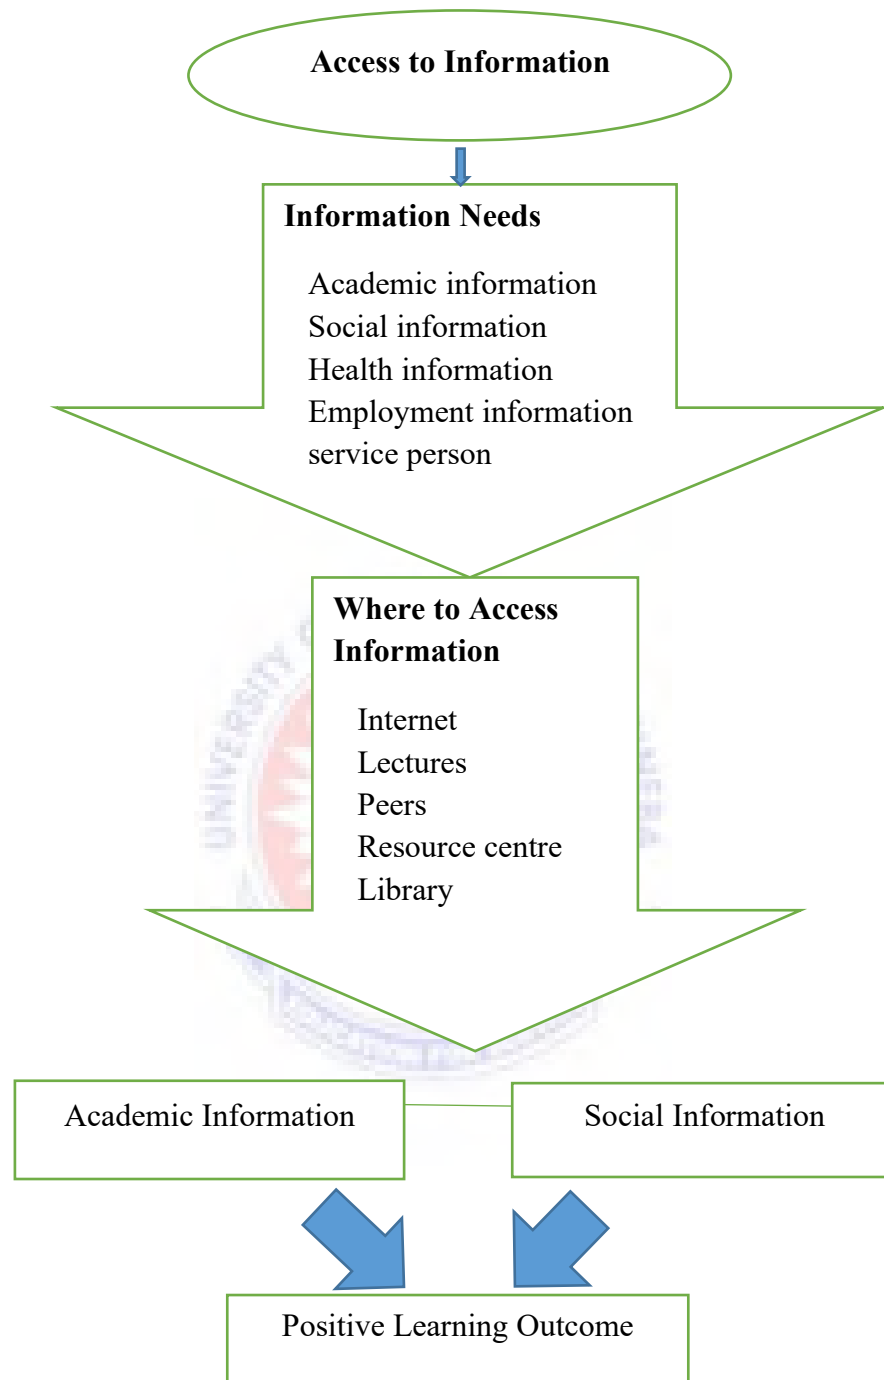 Access to Information
Information Needs
Academic information
Social information
Health information
Employment information
service person
Where to Access
Information
Internet
Lectures
Peers
Resource centre
Library
UNIVERSITY
Academic Information
Social Information
Positive Learning Outcome